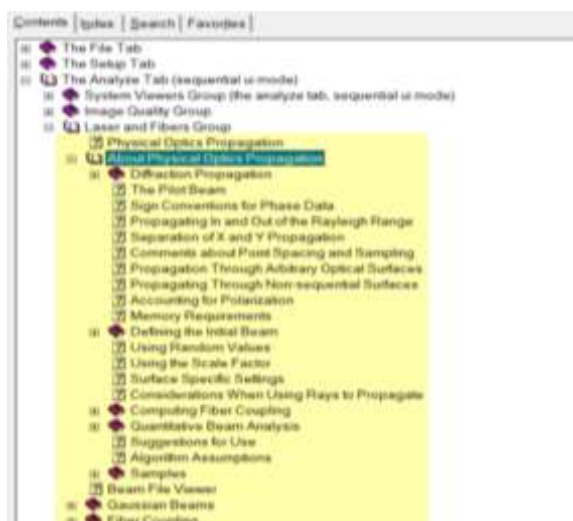 Contents Index Search Favorites
The File Tab
The Setup Tab
The Analyze Tab (sequential ui mode)
System Viewers Group (the analyze tab, sequential ui mode)
Image Quality Group
Laser and Fibers Group
Physical Optics Propagation
About Physical Optics Propagation
Diffraction Propagation
The Pilot Beam
Sign Conventions for Phase Data
Propagating In and Out of the Rayleigh Range
Separation of X and Y Propagation
Comments about Point Spacing and Sampling
Propagation Through Arbitrary Optical Surfaces
Propagating Through Non-sequential Surfaces
Accounting for Polarization
Memory Requirements
Defining the Initial Beam
Using Random Values
Using the Scale Factor
Surface Specific Settings
Considerations When Using Rays to Propagate
Computing Fiber Coupling
Quantitative Beam Analysis
Suggestions for Use
Algorithm Assumptions
Samples
Beam File Viewer
Gaussian Beams
Fiber Coupling